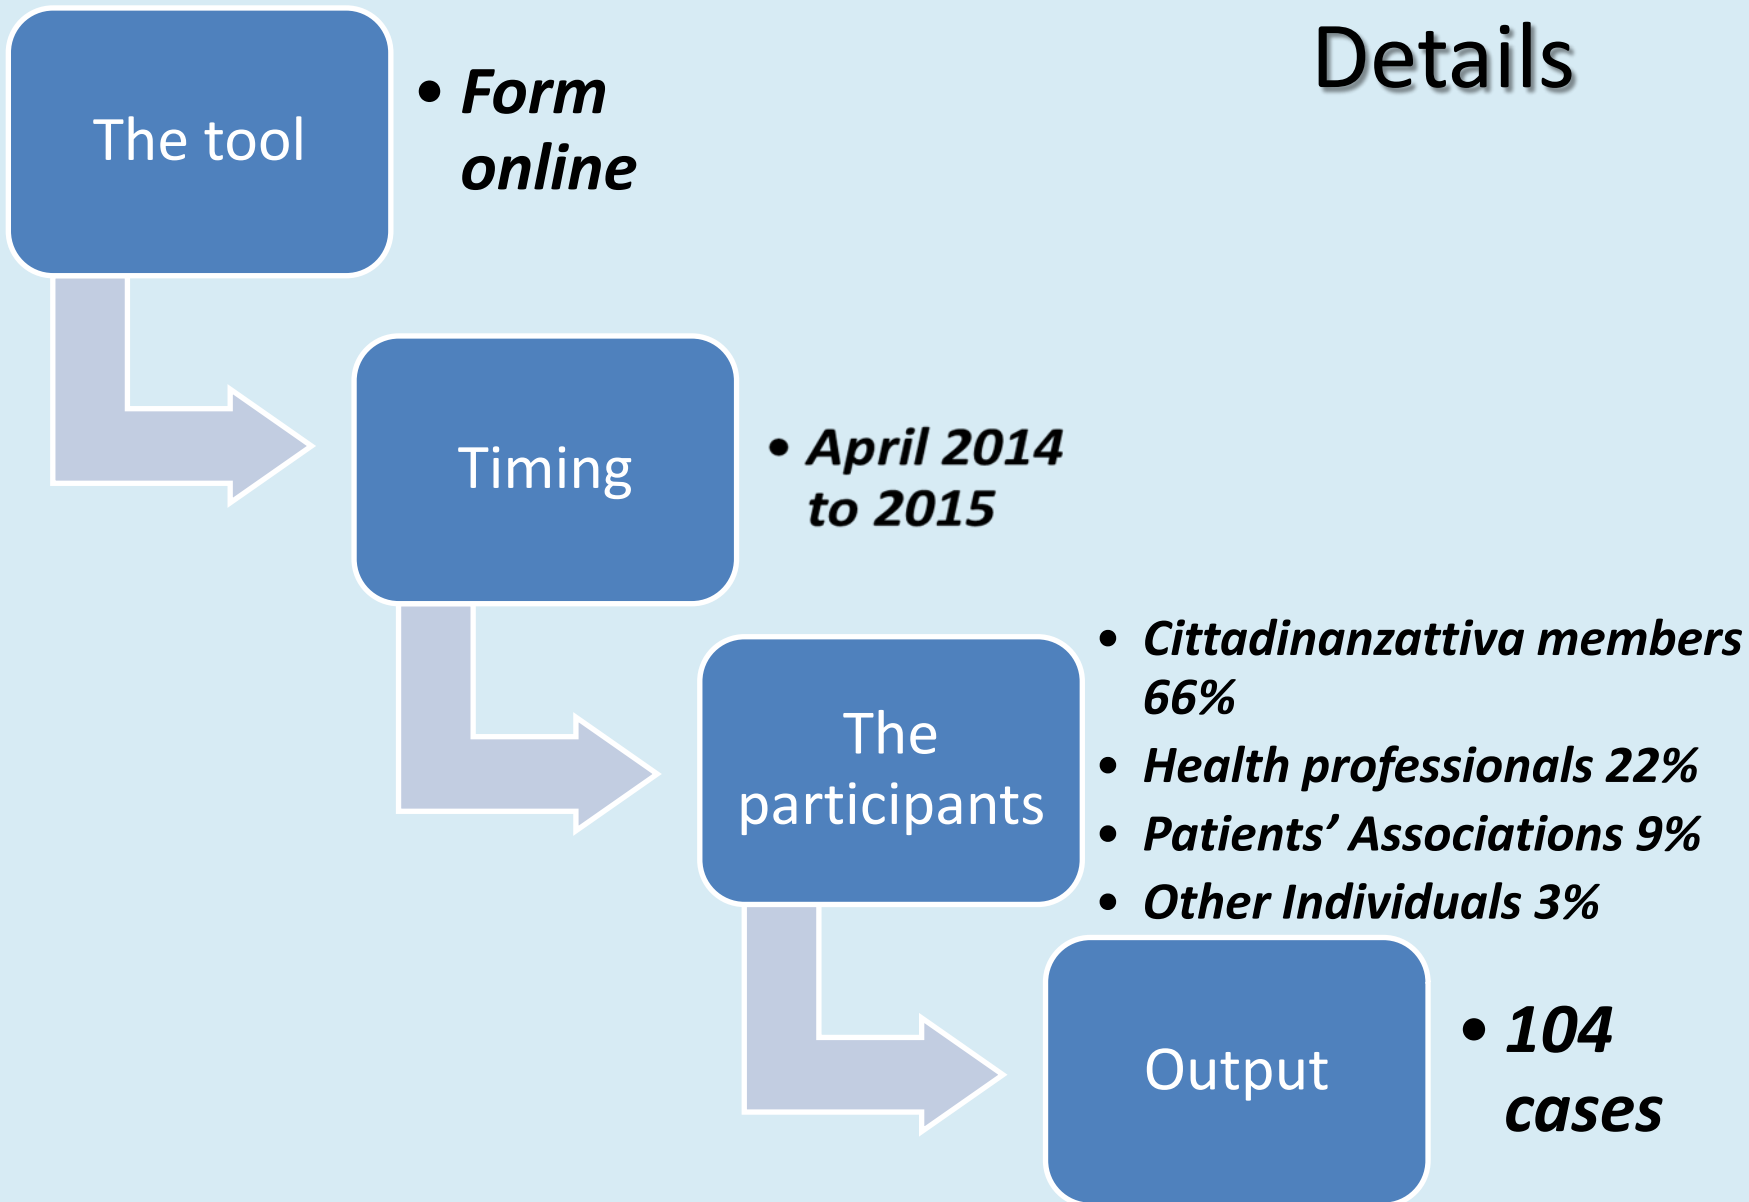 Details
The tool
• Form
online
Timing
• April 2014
to 2015
The
participants
• Cittadinanzattiva members
66%
• Health professionals 22%
• Patients’ Associations 9%
• Other Individuals 3%
Output
• 104
cases